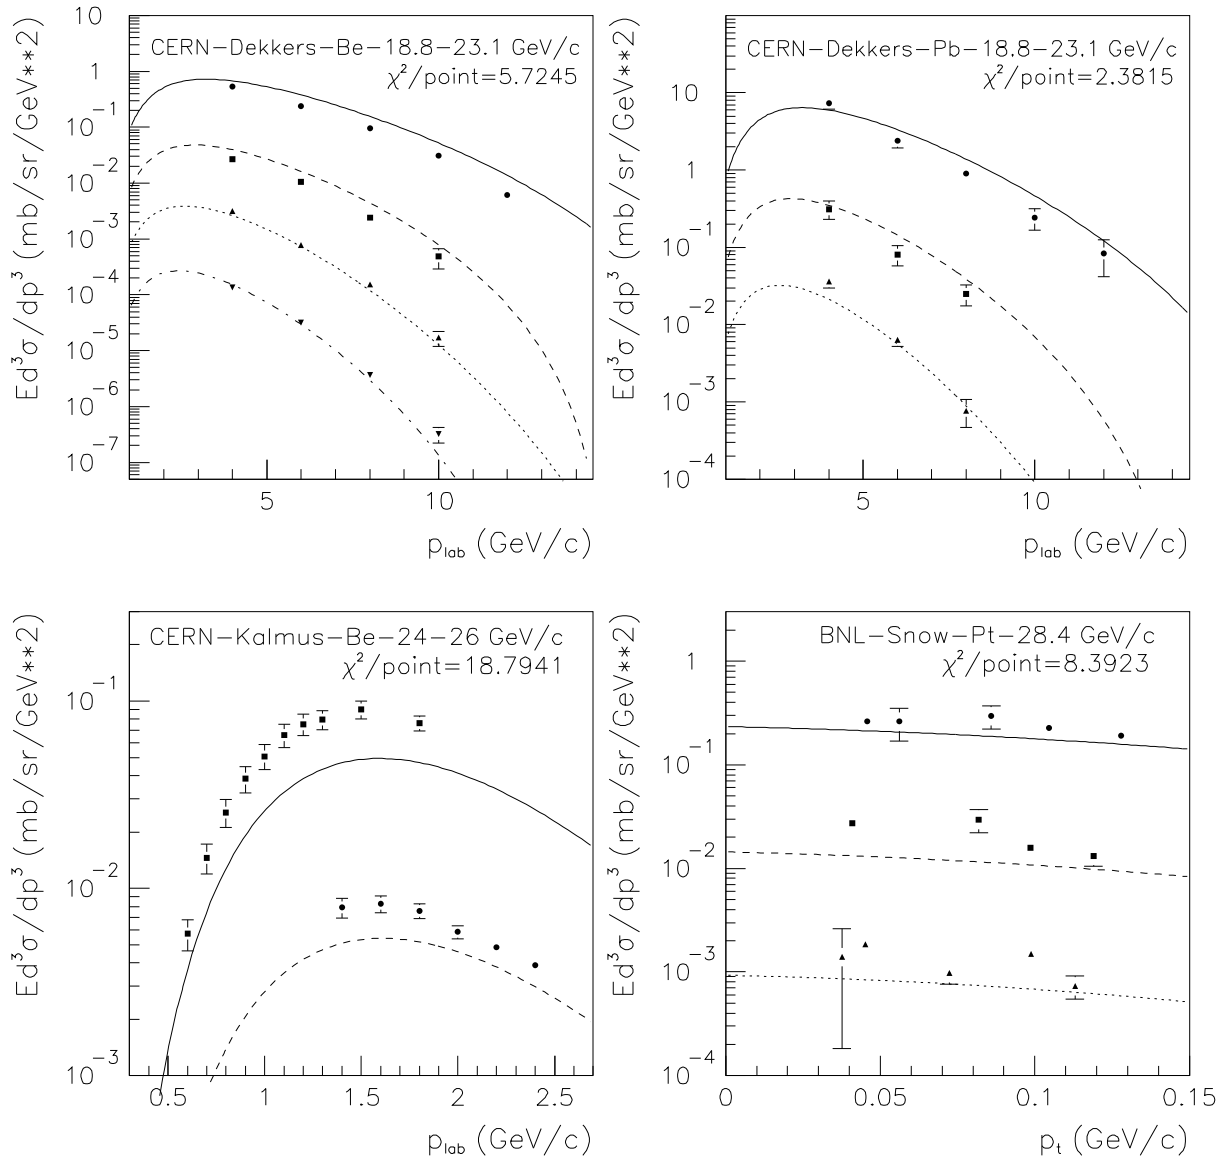 CERN–Dekkers–Be–18.8–23.1 GeV/c
χ²/point=5.7245
Ed³σ/dp³ (mb/sr/GeV**2)
10
1
10⁻¹
10⁻²
10⁻³
10⁻⁴
10⁻⁵
10⁻⁶
10⁻⁷
5
10
p_lab (GeV/c)
CERN–Dekkers–Pb–18.8–23.1 GeV/c
χ²/point=2.3815
Ed³σ/dp³ (mb/sr/GeV**2)
10
1
10⁻¹
10⁻²
10⁻³
10⁻⁴
5
10
p_lab (GeV/c)
CERN–Kalmus–Be–24–26 GeV/c
χ²/point=18.7941
Ed³σ/dp³ (mb/sr/GeV**2)
10⁻¹
10⁻²
10⁻³
0.5
1
1.5
2
2.5
p_lab (GeV/c)
BNL–Snow–Pt–28.4 GeV/c
χ²/point=8.3923
Ed³σ/dp³ (mb/sr/GeV**2)
1
10⁻¹
10⁻²
10⁻³
10⁻⁴
0
0.05
0.1
0.15
p_t (GeV/c)